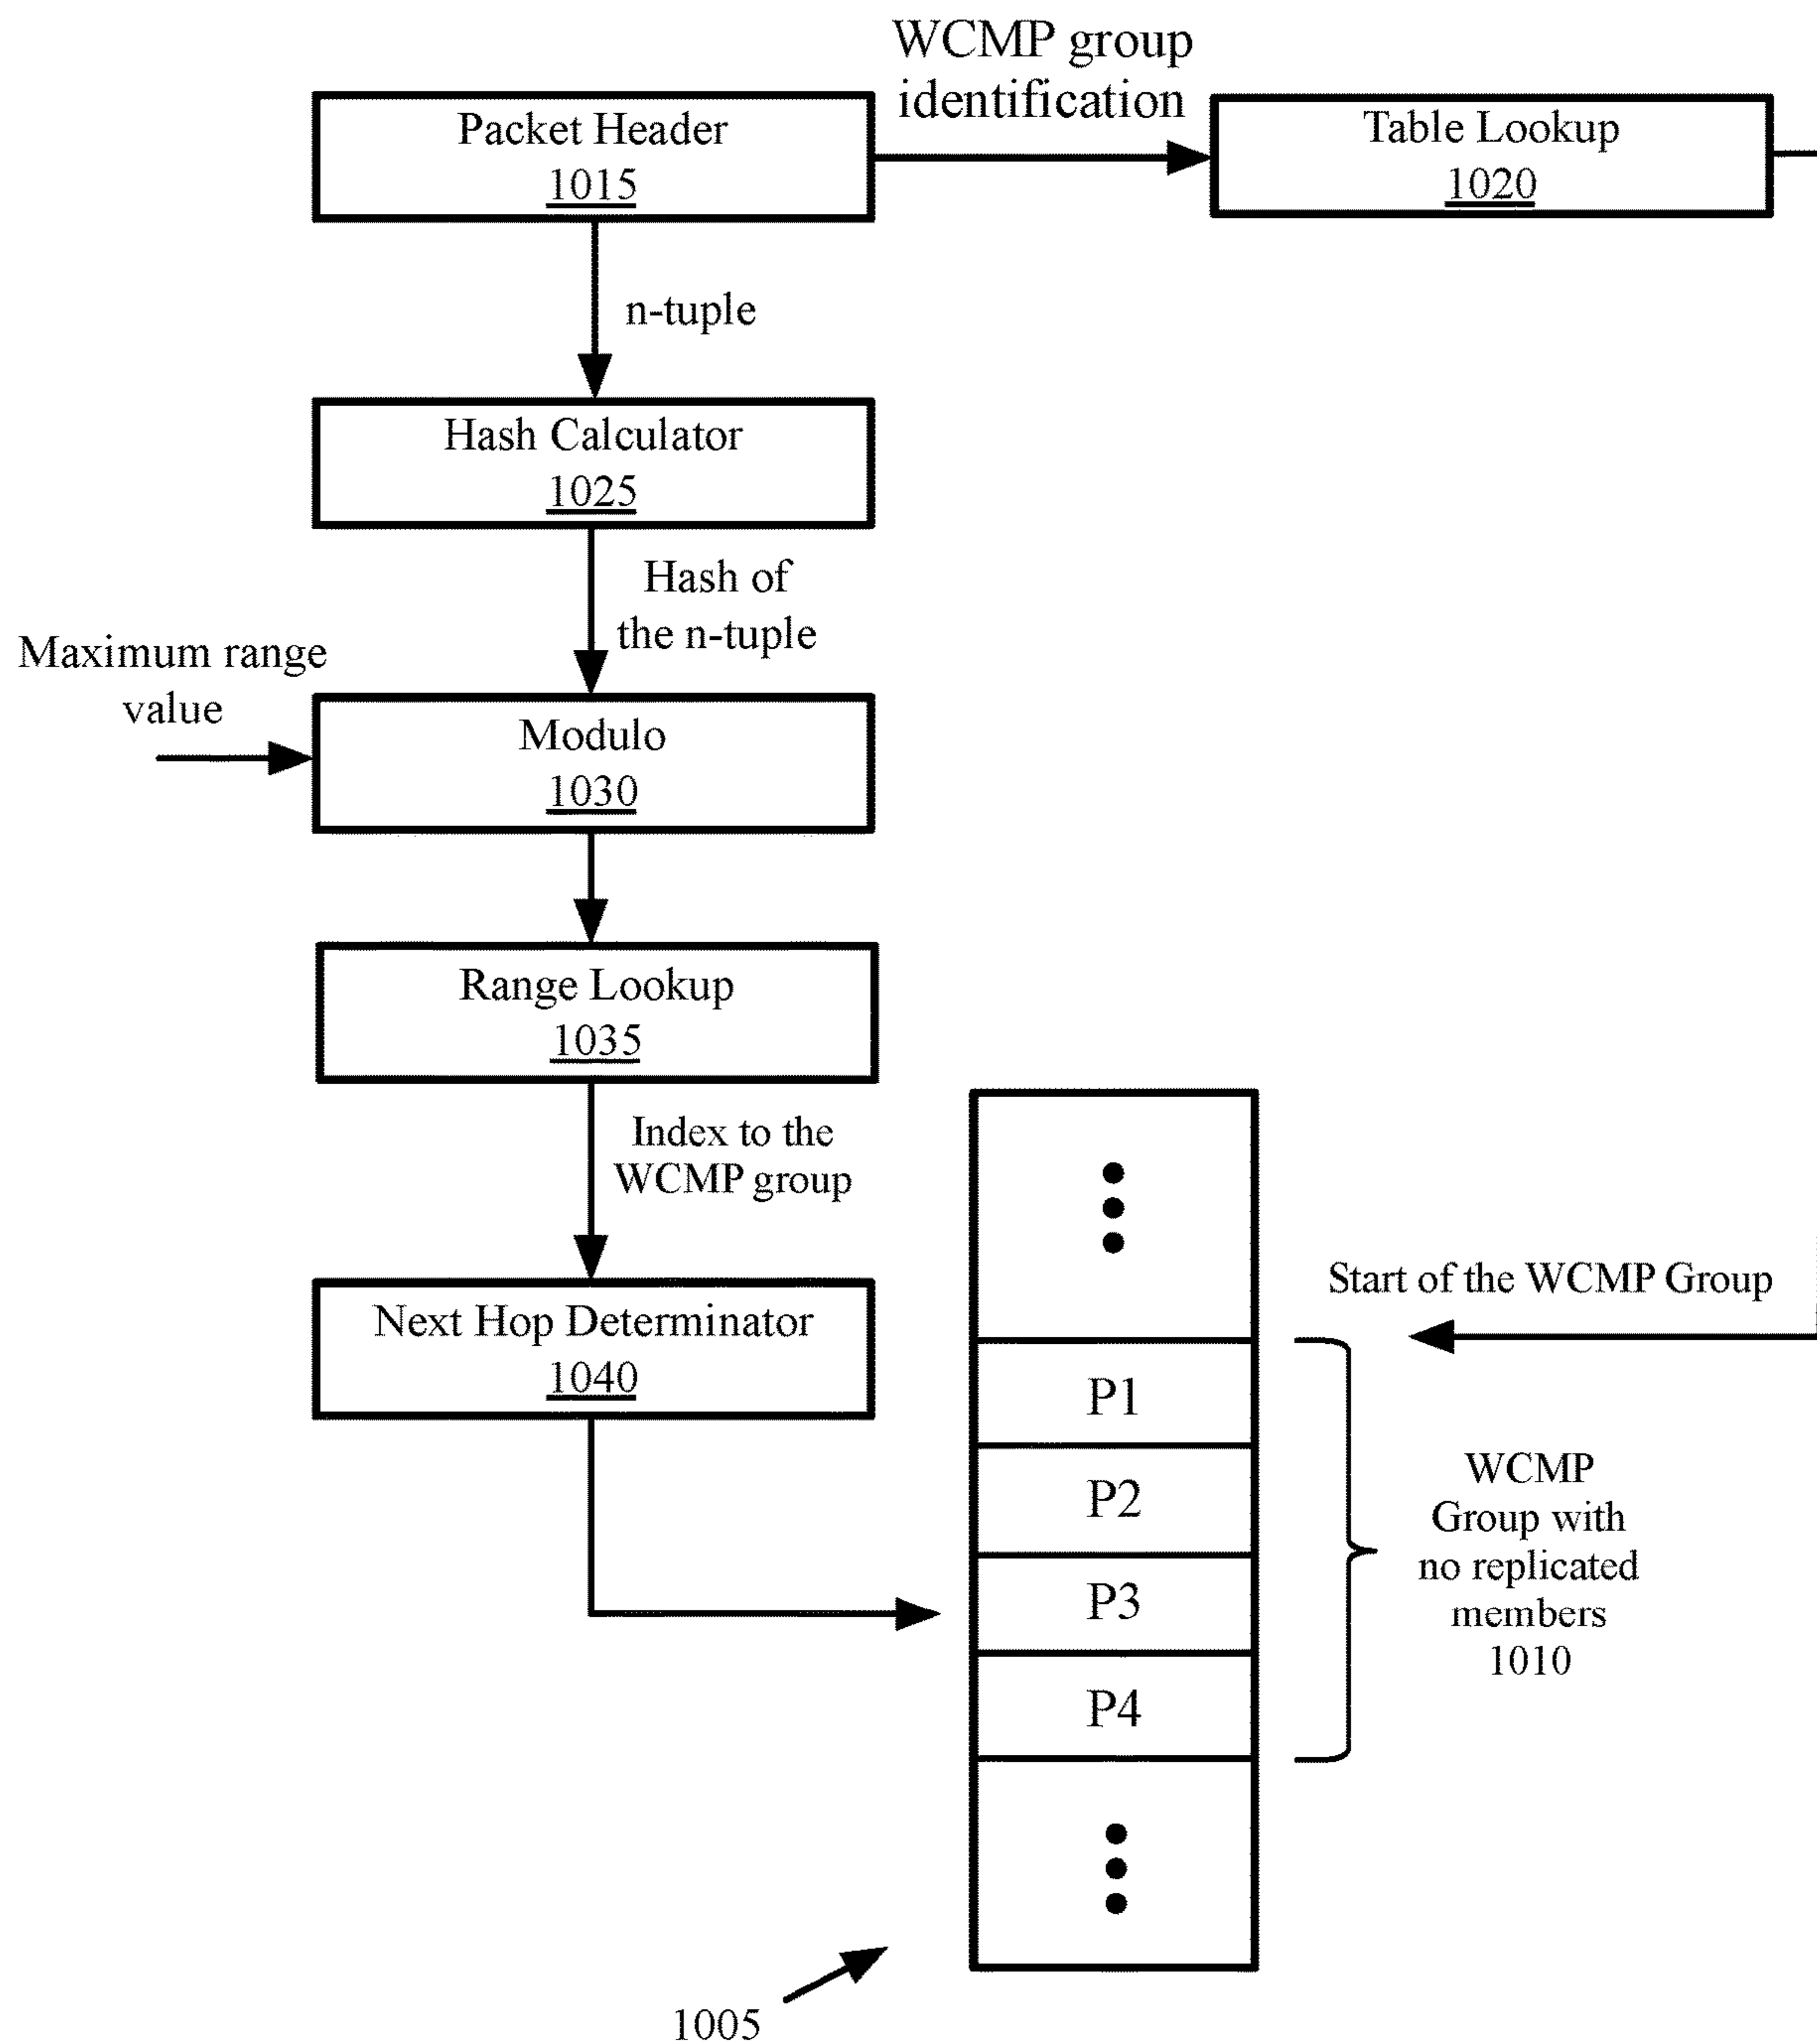 WCMP group
identification
Packet Header
1015
Table Lookup
1020
n-tuple
Hash Calculator
1025
Hash of
the n-tuple
Maximum range
value
Modulo
1030
Range Lookup
1035
Index to the
WCMP group
Next Hop Determinator
1040
Start of the WCMP Group
P1
P2
P3
P4
WCMP
Group with
no replicated
members
1010
1005